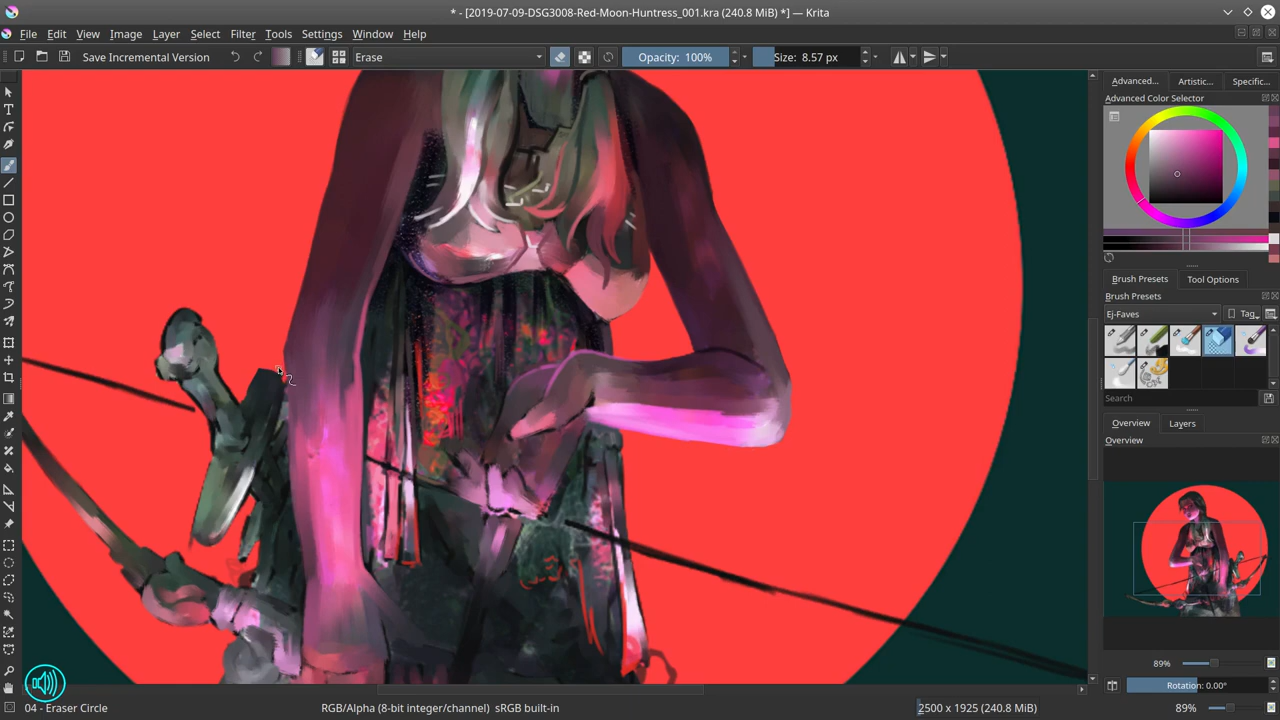 * - [2019-07-09-DSG3008-Red-Moon-Huntress_001.kra (240.8 MiB) *] — Krita
File Edit View Image Layer Select Filter Tools Settings Window Help
Save Incremental Version Erase Opacity: 100% Size: 8.57 px
Advanced... Artistic... Specific...
Advanced Color Selector
Brush Presets Tool Options
Brush Presets
Ej-Faves Tag
Search
Overview Layers
Overview
89%
Rotation: 0.00°
04 - Eraser Circle RGB/Alpha (8-bit integer/channel) sRGB built-in 2500 x 1925 (240.8 MiB) 89%